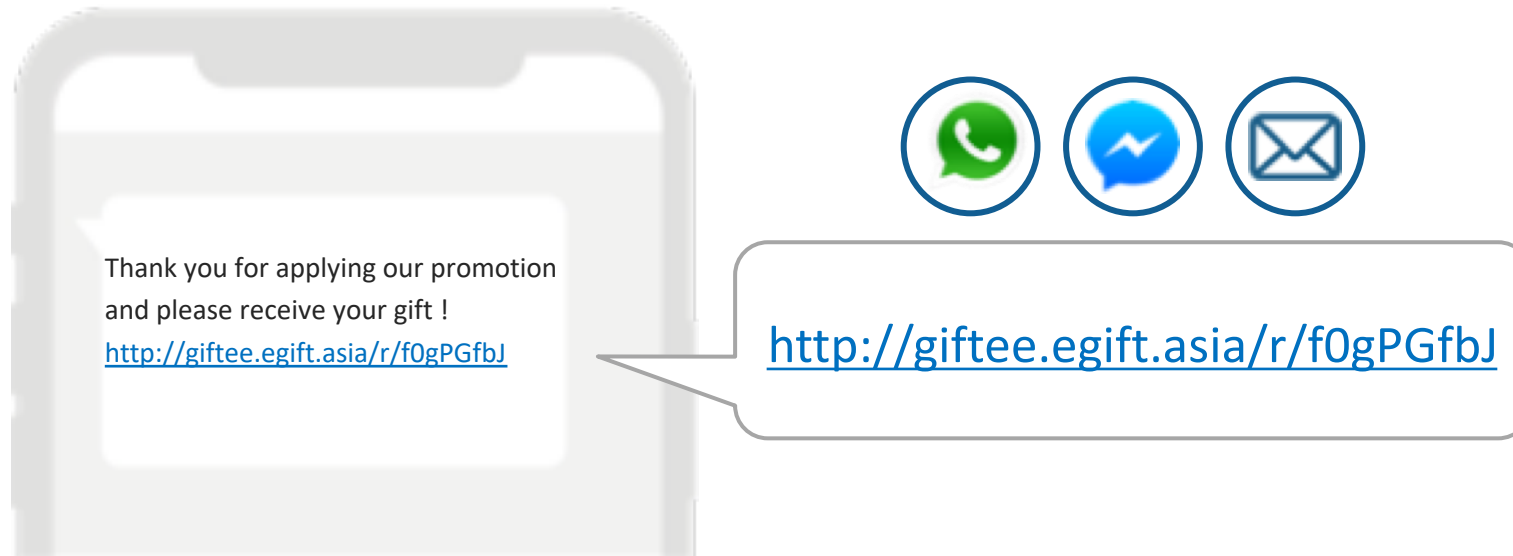 Thank you for applying our promotion
and please receive your gift !
http://giftee.egift.asia/r/f0gPGfbJ
http://giftee.egift.asia/r/f0gPGfbJ